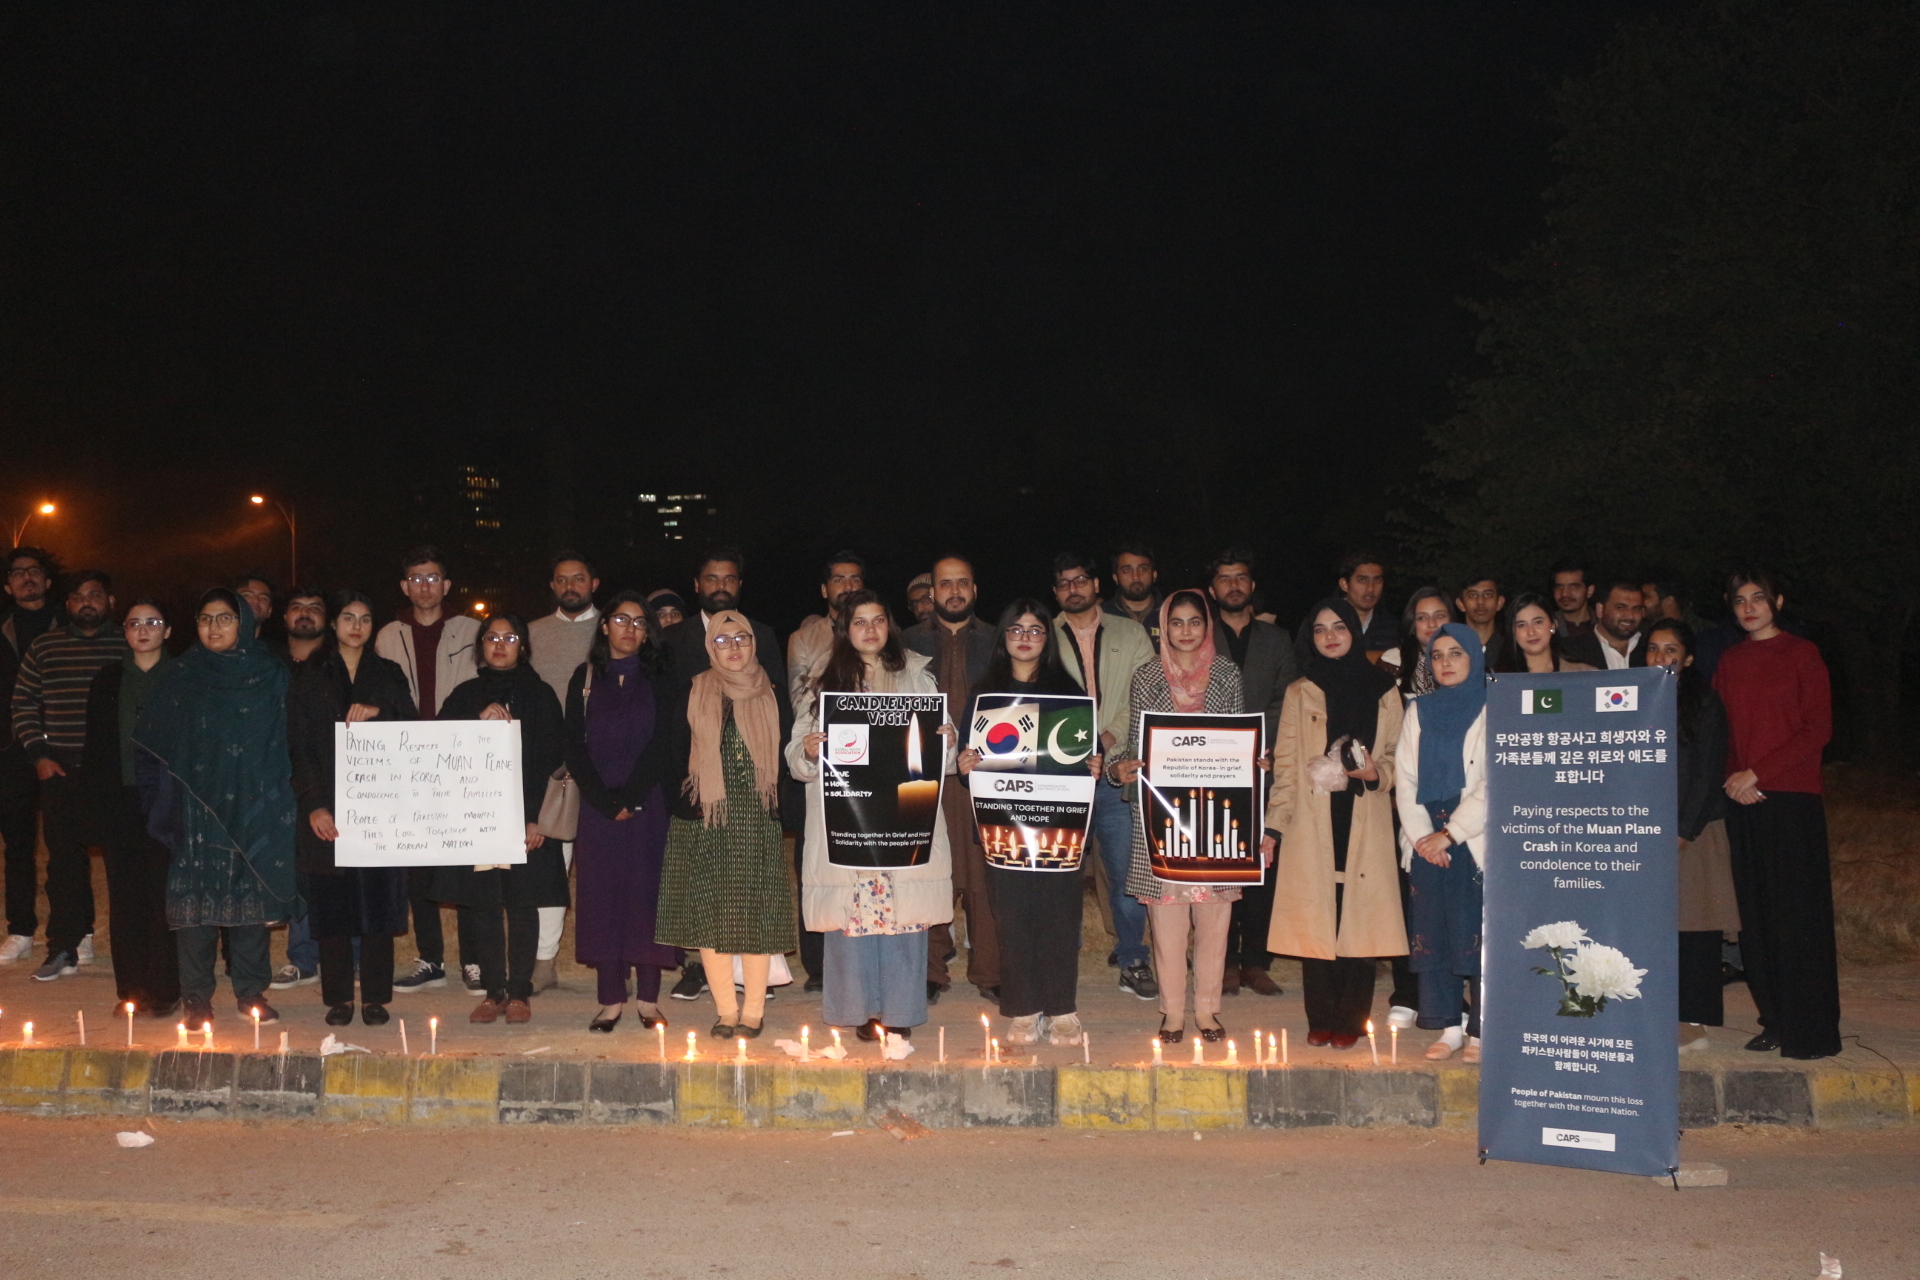 PAYING RESPECTS TO THE
VICTIMS OF MUAN PLANE
CRASH IN KOREA AND
CONDOLENCE TO THEIR FAMILIES
PEOPLE OF PAKISTAN MOURN
THIS LOSS TOGETHER WITH
THE KOREAN NATION
CANDLELIGHT
VIGIL
LOVE
HOPE
SOLIDARITY
Standing together in Grief and Hope
- Solidarity with the people of Korea
CAPS
STANDING TOGETHER IN GRIEF
AND HOPE
CAPS
Pakistan stands with the
Republic of Korea- in grief,
solidarity and prayers
무안공항 항공사고 희생자와 유
가족분들께 깊은 위로와 애도를
표합니다
Paying respects to the
victims of the Muan Plane
Crash in Korea and
condolence to their
families.
한국의 이 어려운 시기에 모든
파키스탄사람들이 여러분들과
함께합니다.
People of Pakistan mourn this loss
together with the Korean Nation.
CAPS